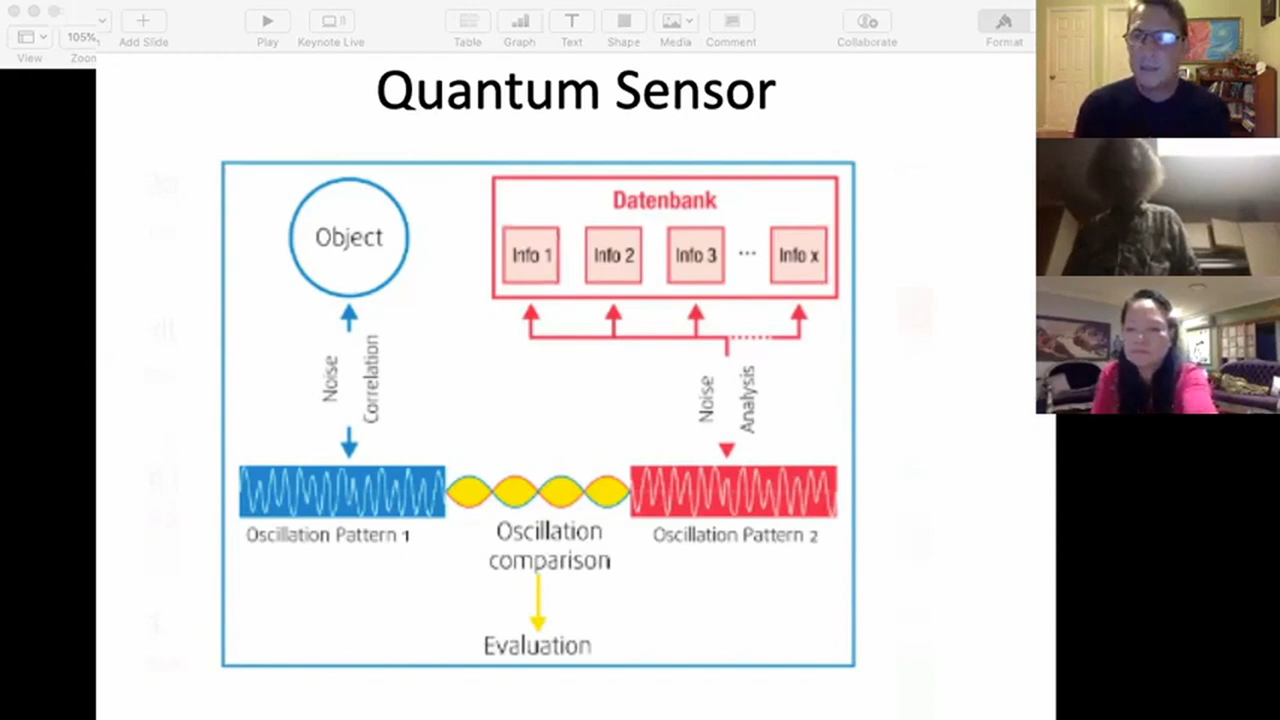 105%
View
Zoom
Add Slide
Play
Keynote Live
Table
Graph
Text
Shape
Media
Comment
Collaborate
Format
Quantum Sensor
Object
Datenbank
Info 1
Info 2
Info 3
...
Info x
Noise
Correlation
Noise
Analysis
Oscillation Pattern 1
Oscillation
comparison
Oscillation Pattern 2
Evaluation